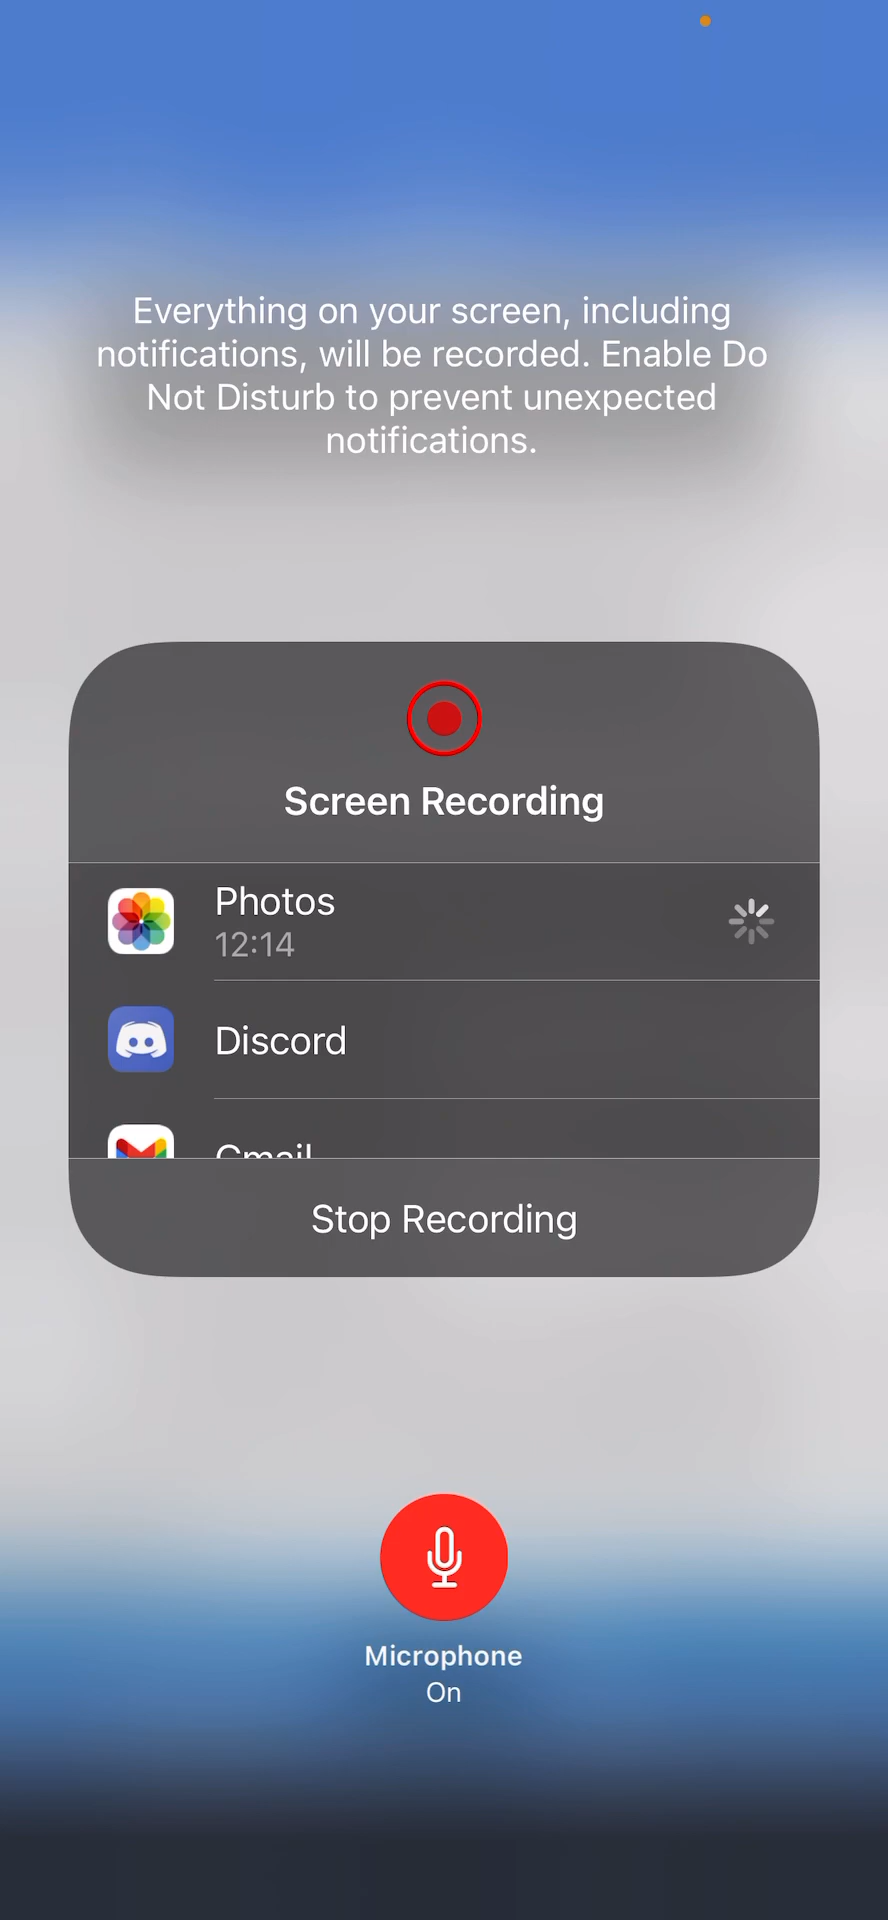 Everything on your screen, including
notifications, will be recorded. Enable Do
Not Disturb to prevent unexpected
notifications.
Screen Recording
Photos
12:14
Discord
Gmail
Stop Recording
Microphone
On